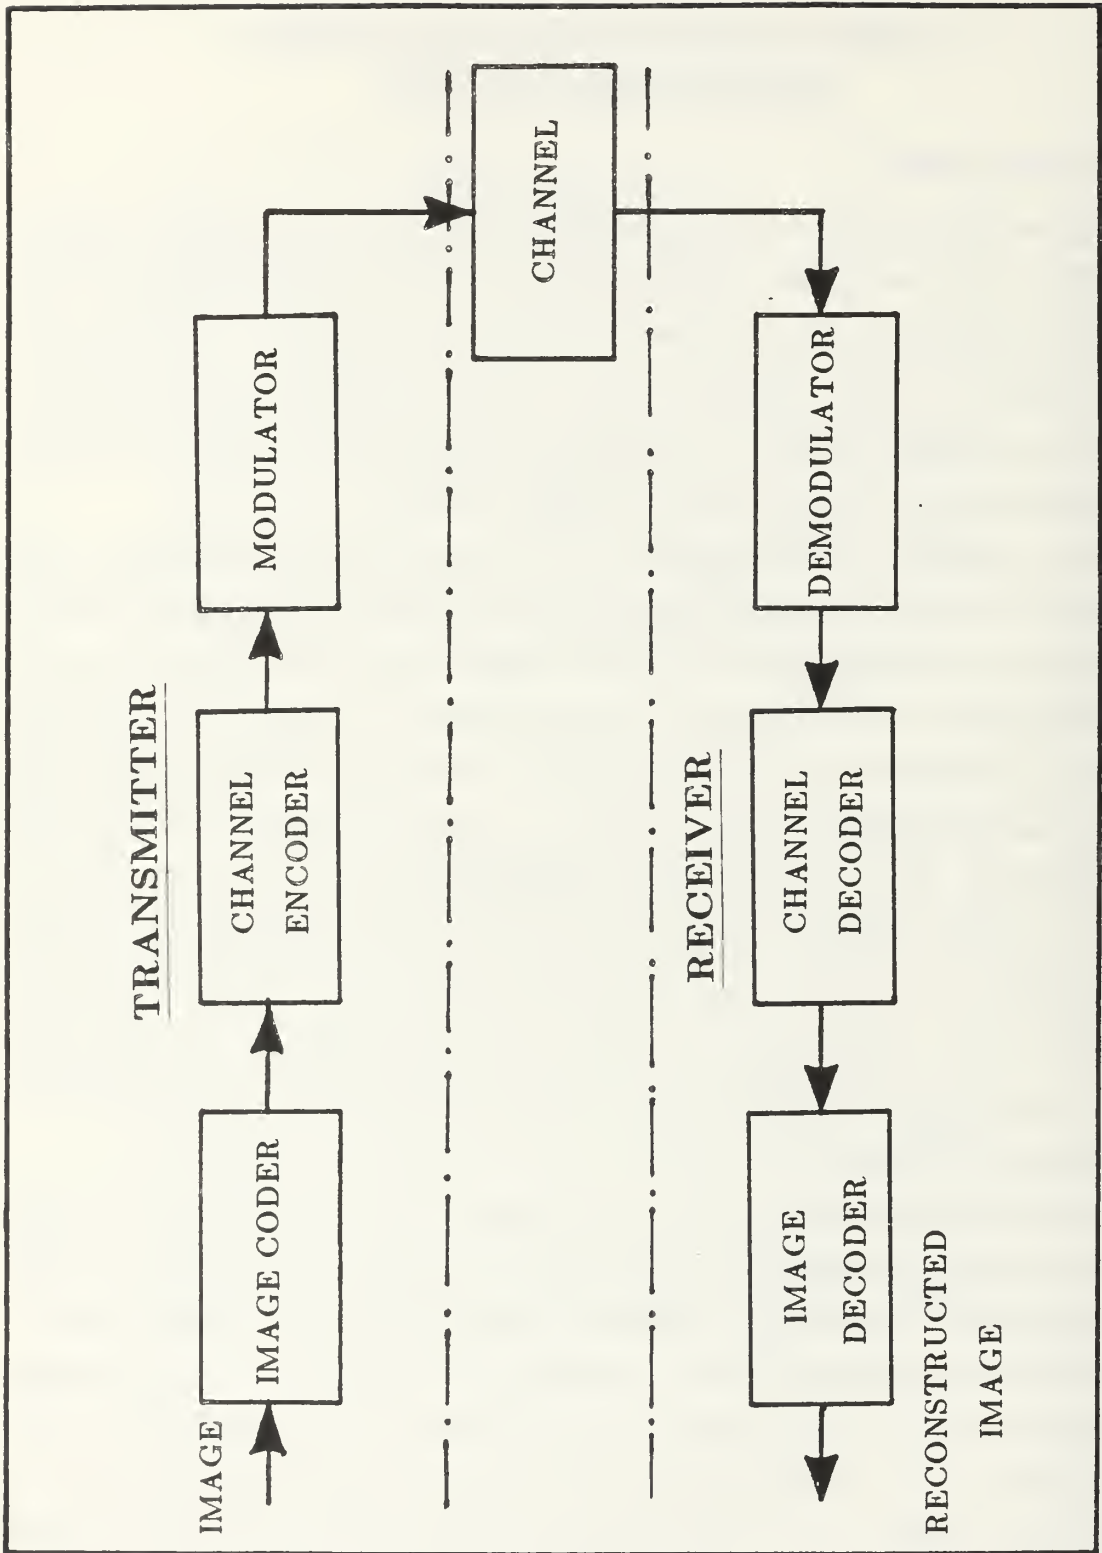 TRANSMITTER
IMAGE
IMAGE CODER
CHANNEL
ENCODER
MODULATOR
CHANNEL
RECEIVER
DEMODULATOR
CHANNEL
DECODER
IMAGE
DECODER
RECONSTRUCTED
IMAGE